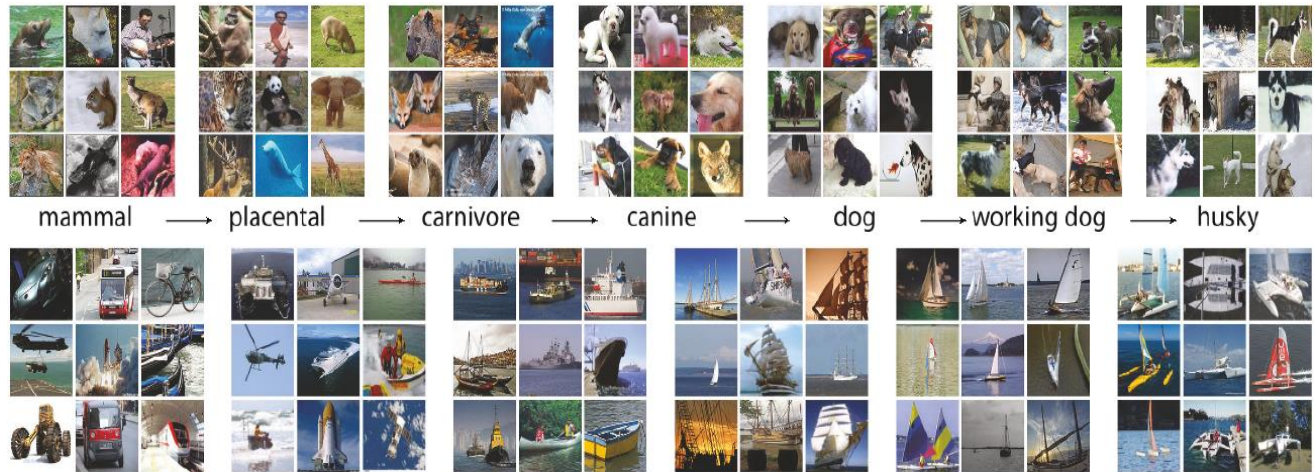 mammal → placental → carnivore → canine → dog → working dog → husky